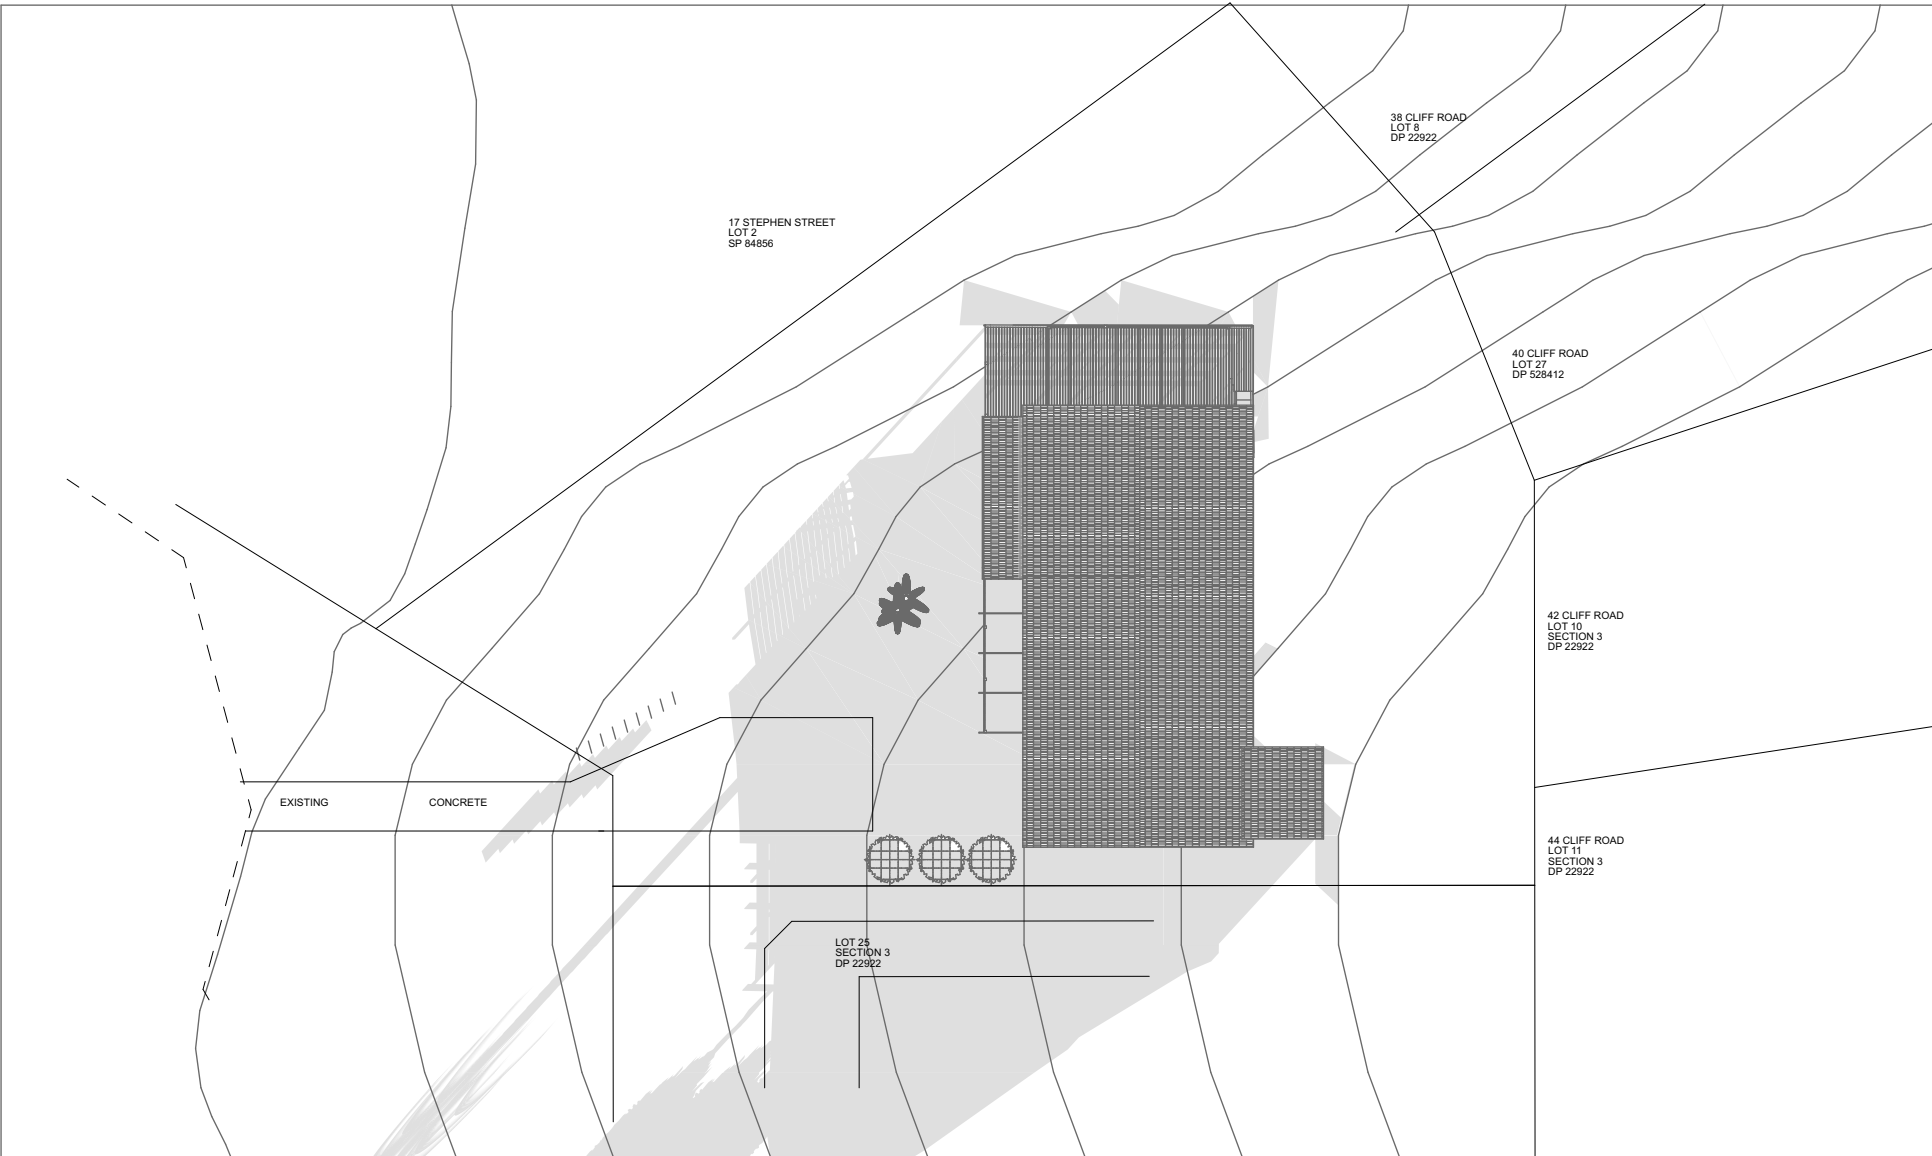 38 CLIFF ROAD
LOT 8
DP 22922
17 STEPHEN STREET
LOT 2
SP 84856
40 CLIFF ROAD
LOT 27
DP 528412
42 CLIFF ROAD
LOT 10
SECTION 3
DP 22922
EXISTING CONCRETE
44 CLIFF ROAD
LOT 11
SECTION 3
DP 22922
LOT 25
SECTION 3
DP 22922